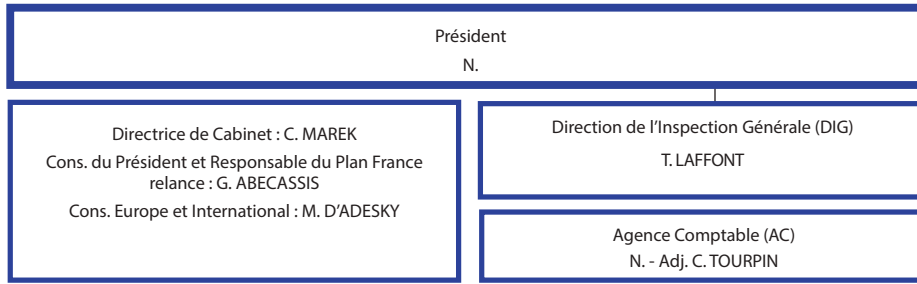 Président
N.
Directrice de Cabinet : C. MAREK
Cons. du Président et Responsable du Plan France
relance : G. ABECASSIS
Cons. Europe et International : M. D'ADESKY
Direction de l'Inspection Générale (DIG)
T. LAFFONT
Agence Comptable (AC)
N. - Adj. C. TOURPIN